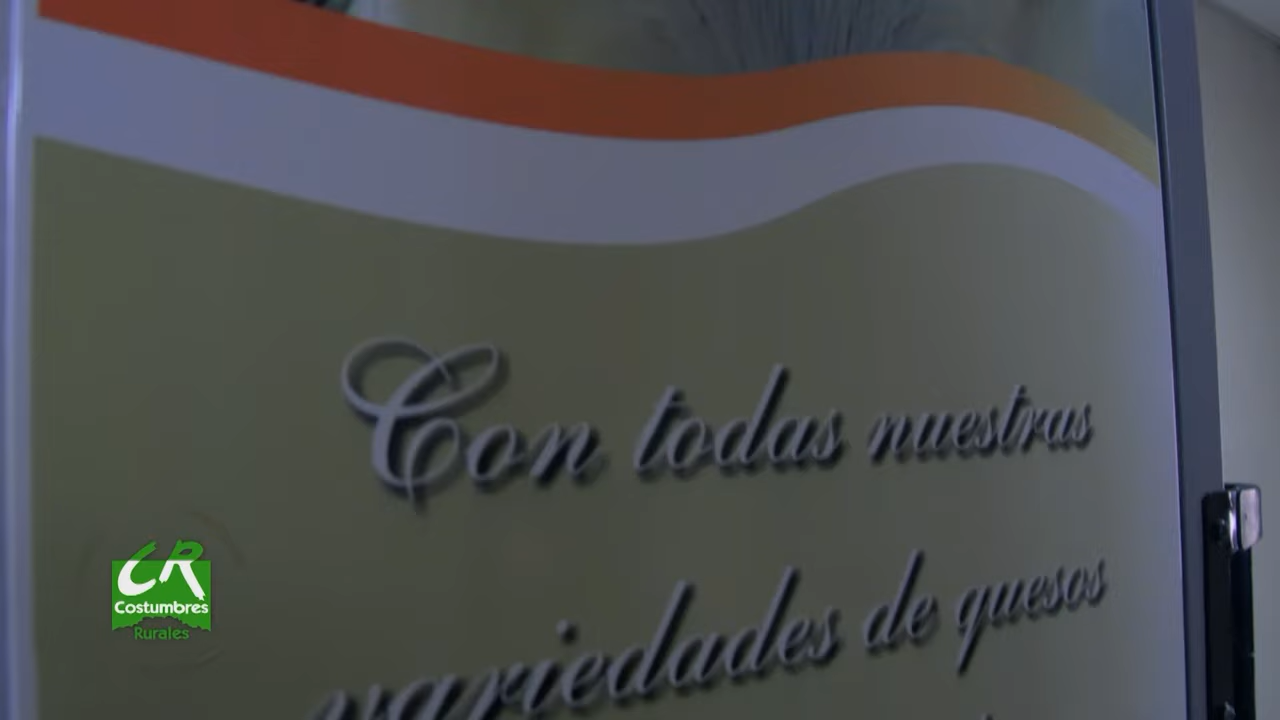 Con todas nuestras
variedades de quesos
CR
Costumbres
Rurales